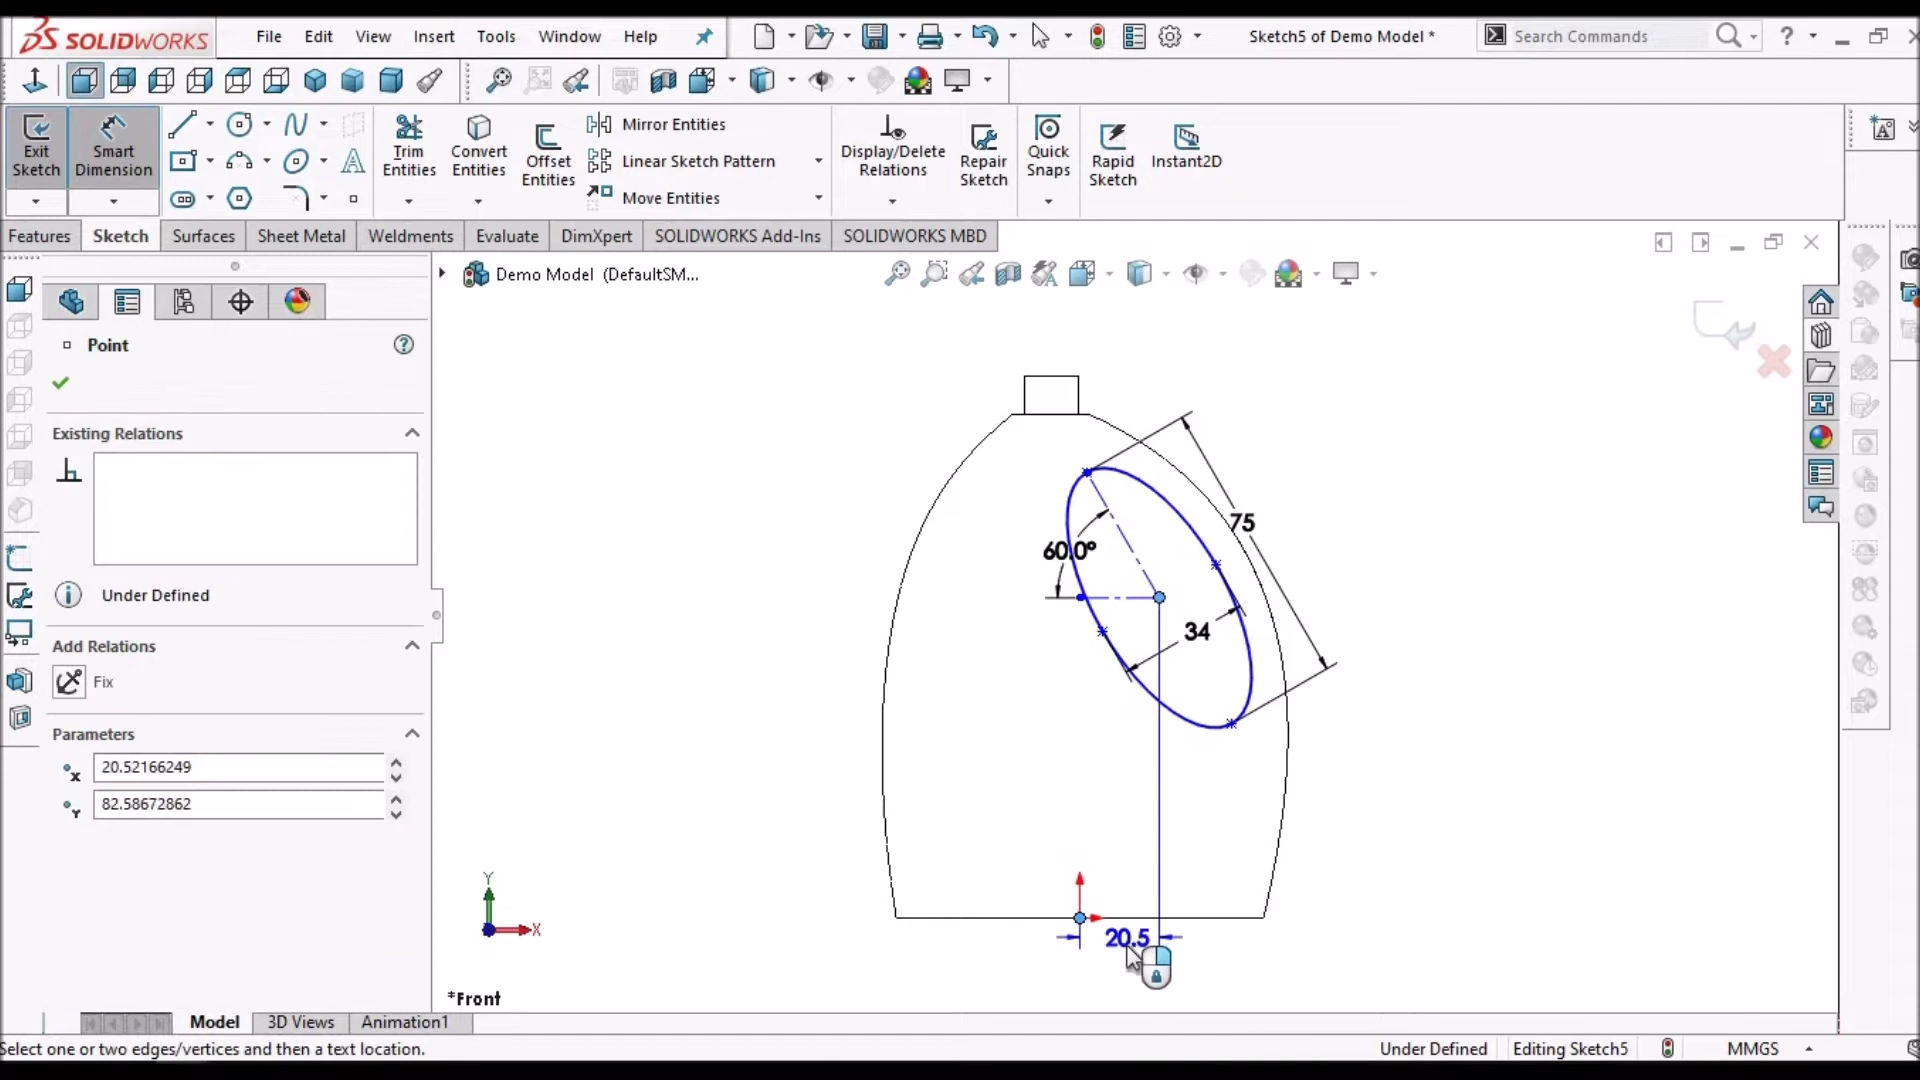 SOLIDWORKS
File Edit View Insert Tools Window Help
Sketch5 of Demo Model *
Search Commands
?
Exit Sketch
Smart Dimension
Trim Entities
Convert Entities
Offset Entities
Mirror Entities
Linear Sketch Pattern
Move Entities
Display/Delete Relations
Repair Sketch
Quick Snaps
Rapid Sketch
Instant2D
Features Sketch Surfaces Sheet Metal Weldments Evaluate DimXpert SOLIDWORKS Add-Ins SOLIDWORKS MBD
Demo Model (DefaultSM...
Point
?
Existing Relations
Under Defined
Add Relations
Fix
Parameters
X 20.52166249
Y 82.58672862
75
60.0°
34
20.5
Y
X
*Front
Model 3D Views Animation1
Select one or two edges/vertices and then a text location.
Under Defined Editing Sketch5 MMGS